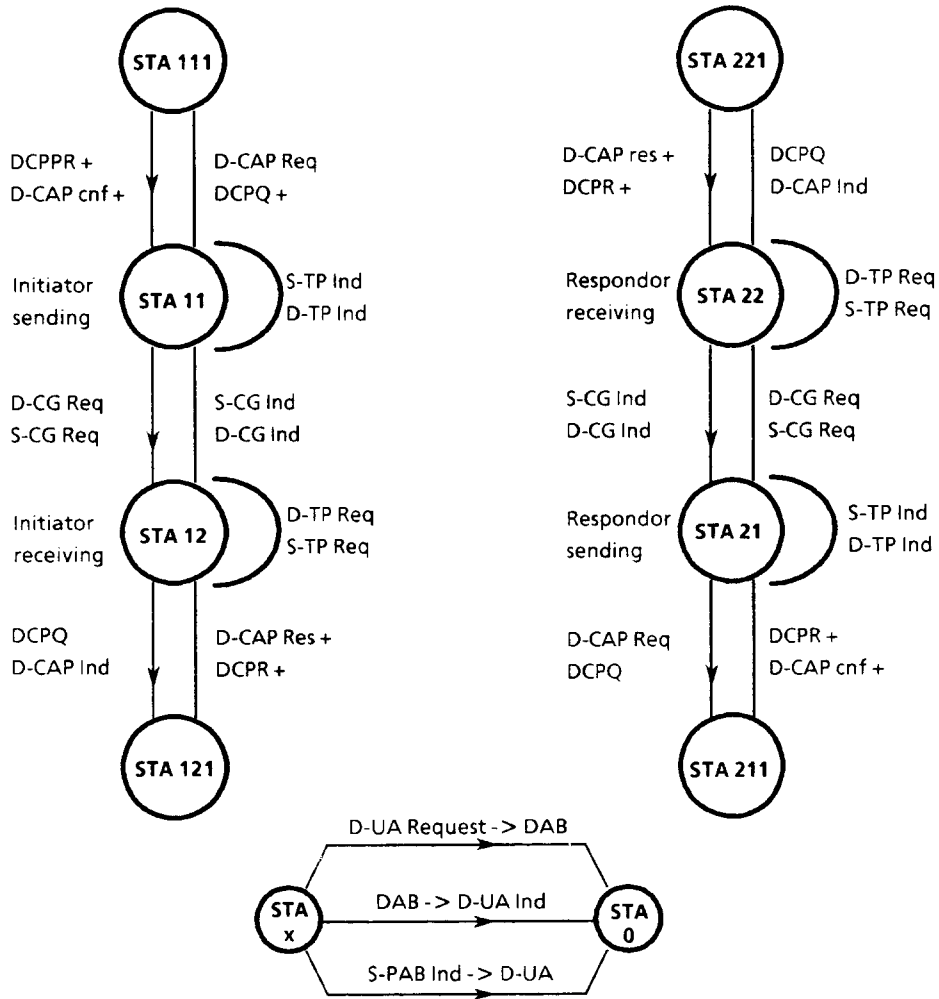 STA 111
STA 221
DCPPR +
D-CAP cnf +
D-CAP Req
DCPQ +
D-CAP res +
DCPR +
DCPQ
D-CAP Ind
Initiator
sending
STA 11
S-TP Ind
D-TP Ind
Respondor
receiving
STA 22
D-TP Req
S-TP Req
D-CG Req
S-CG Req
S-CG Ind
D-CG Ind
S-CG Ind
D-CG Ind
D-CG Req
S-CG Req
Initiator
receiving
STA 12
D-TP Req
S-TP Req
Respondor
sending
STA 21
S-TP Ind
D-TP Ind
DCPQ
D-CAP Ind
D-CAP Res +
DCPR +
D-CAP Req
DCPQ
DCPR +
D-CAP cnf +
STA 121
STA 211
D-UA Request -> DAB
STA
x
DAB -> D-UA Ind
STA
0
S-PAB Ind -> D-UA